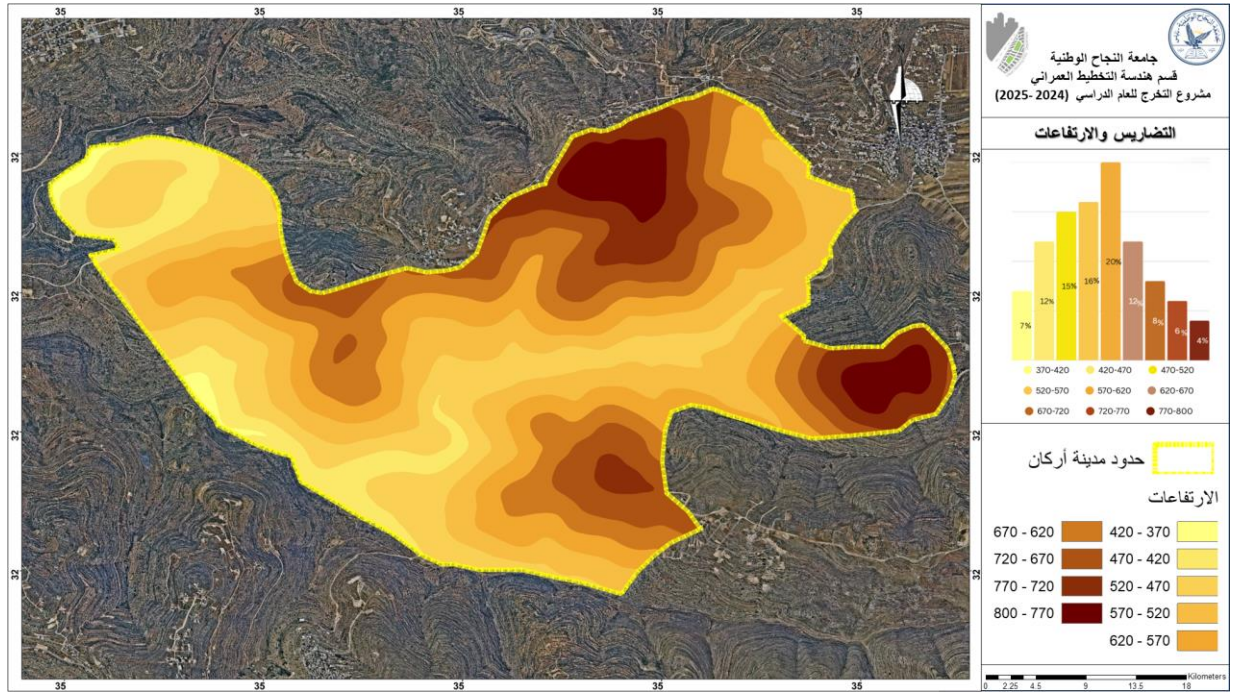 35 35 35 35 35
32
32
32
32
35 35 35 35 35
32
32
32
32
جامعة النجاح الوطنية
قسم هندسة التخطيط العمراني
مشروع التخرج للعام الدراسي (2024 -2025)
التضاريس والارتفاعات
7%
12%
15%
16%
20%
12%
8%
6%
4%
370-420 420-470 470-520
520-570 570-620 620-670
670-720 720-770 770-800
حدود مدينة أركان
الارتفاعات
670 - 620 420 - 370
720 - 670 470 - 420
770 - 720 520 - 470
800 - 770 570 - 520
620 - 570
Kilometers
0 2.25 4.5 9 13.5 18